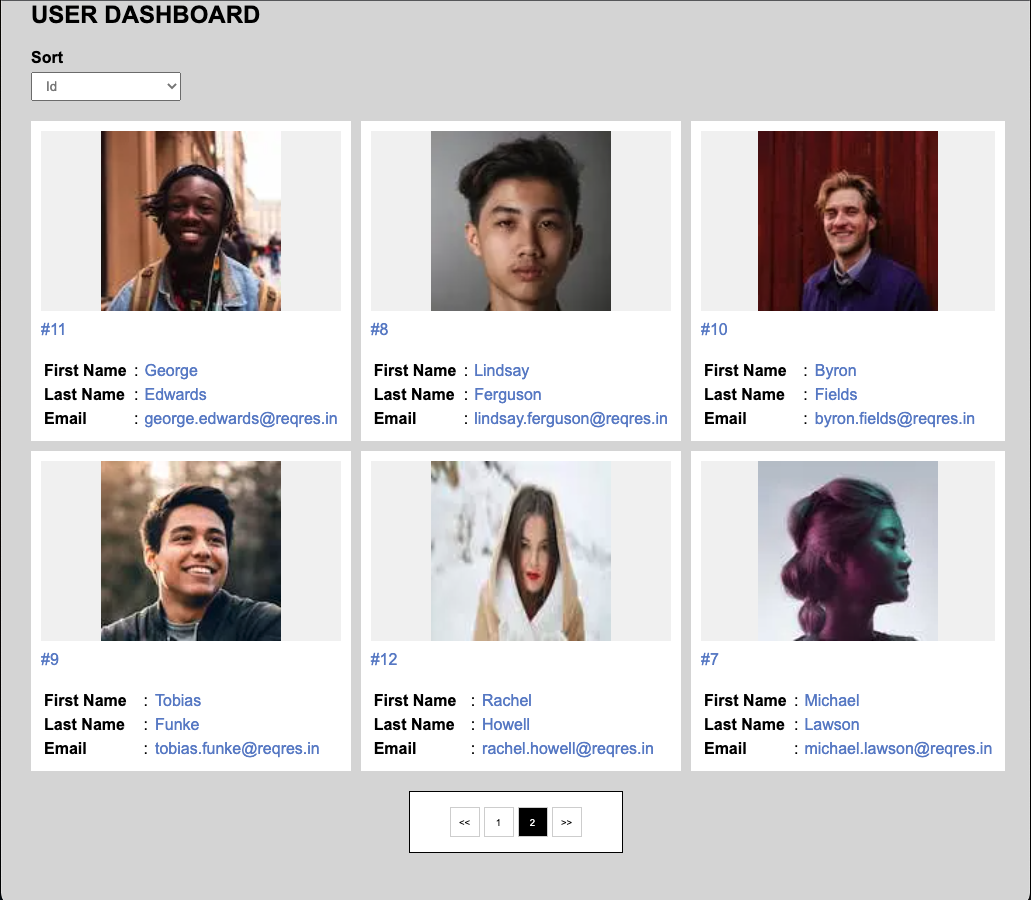 USER DASHBOARD
Sort
Id
#11
First Name : George
Last Name : Edwards
Email : george.edwards@reqres.in
#8
First Name : Lindsay
Last Name : Ferguson
Email : lindsay.ferguson@reqres.in
#10
First Name : Byron
Last Name : Fields
Email : byron.fields@reqres.in
#9
First Name : Tobias
Last Name : Funke
Email : tobias.funke@reqres.in
#12
First Name : Rachel
Last Name : Howell
Email : rachel.howell@reqres.in
#7
First Name : Michael
Last Name : Lawson
Email : michael.lawson@reqres.in
<< 1 2 >>